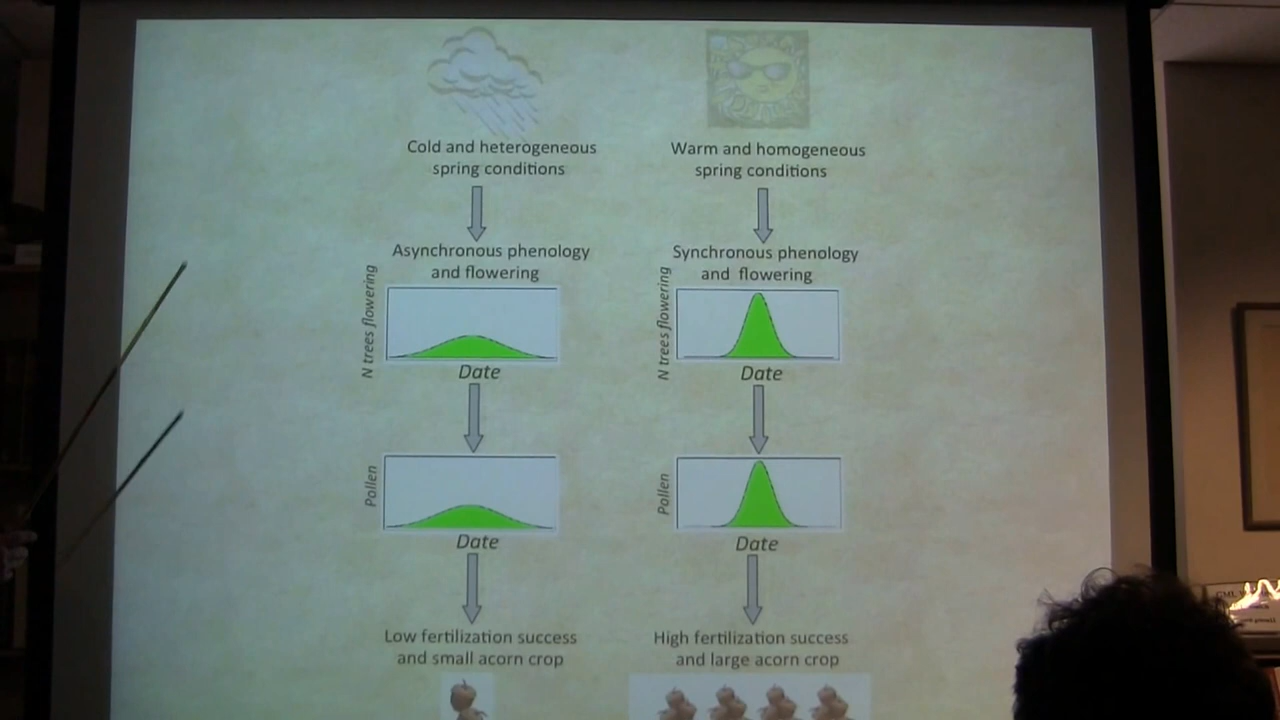 Cold and heterogeneous
spring conditions
Asynchronous phenology
and flowering
N trees flowering
Date
Pollen
Date
Low fertilization success
and small acorn crop
Warm and homogeneous
spring conditions
Synchronous phenology
and flowering
N trees flowering
Date
Pollen
Date
High fertilization success
and large acorn crop